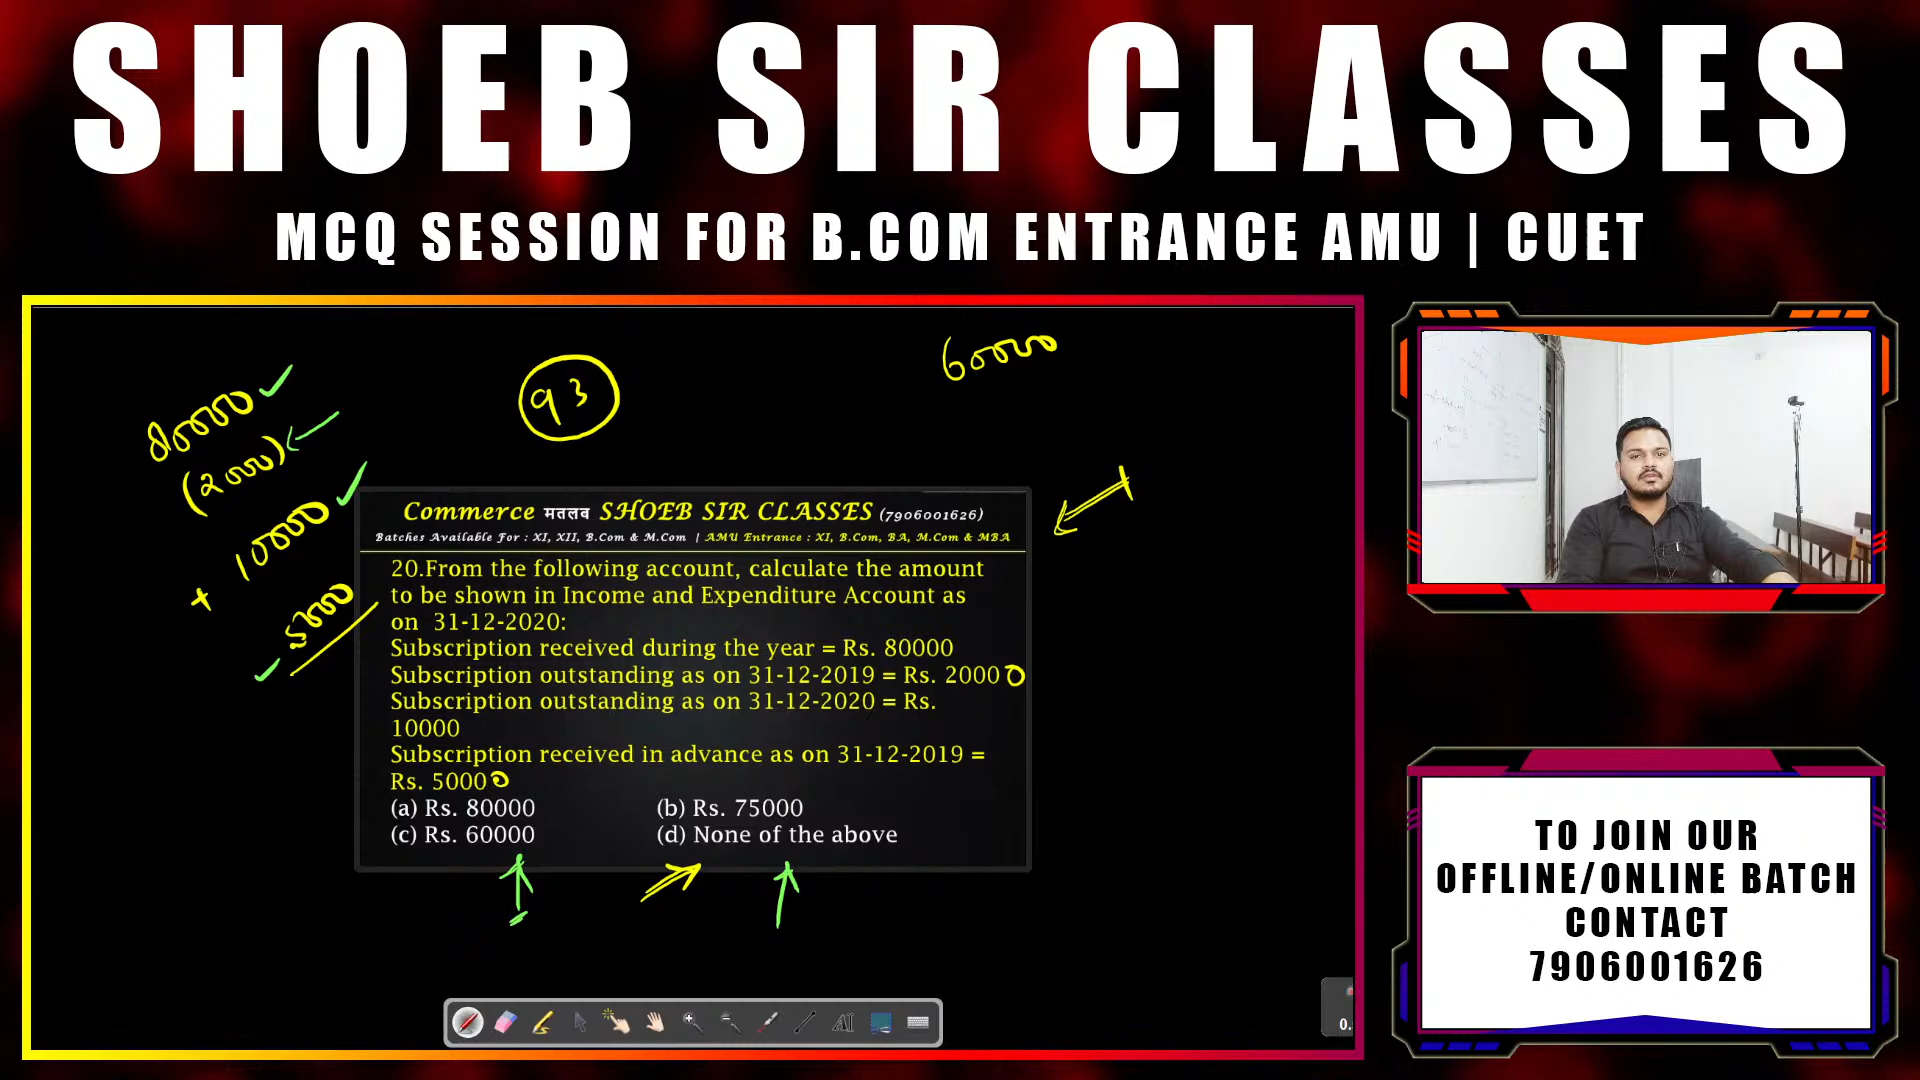 SHOEB SIR CLASSES
MCQ SESSION FOR B.COM ENTRANCE AMU | CUET
80000
(2000)
10000
+ 5000
93
60000
Commerce मतलब SHOEB SIR CLASSES (7906001626)
Batches Available For : XI, XII, B.Com & M.Com | AMU Entrance : XI, B.Com, BA, M.Com & MBA
20.From the following account, calculate the amount
to be shown in Income and Expenditure Account as
on 31-12-2020:
Subscription received during the year = Rs. 80000
Subscription outstanding as on 31-12-2019 = Rs. 20000
Subscription outstanding as on 31-12-2020 = Rs.
10000
Subscription received in advance as on 31-12-2019 =
Rs. 50000
(a) Rs. 80000 (b) Rs. 75000
(c) Rs. 60000 (d) None of the above
AI
0.
TO JOIN OUR
OFFLINE/ONLINE BATCH
CONTACT
7906001626